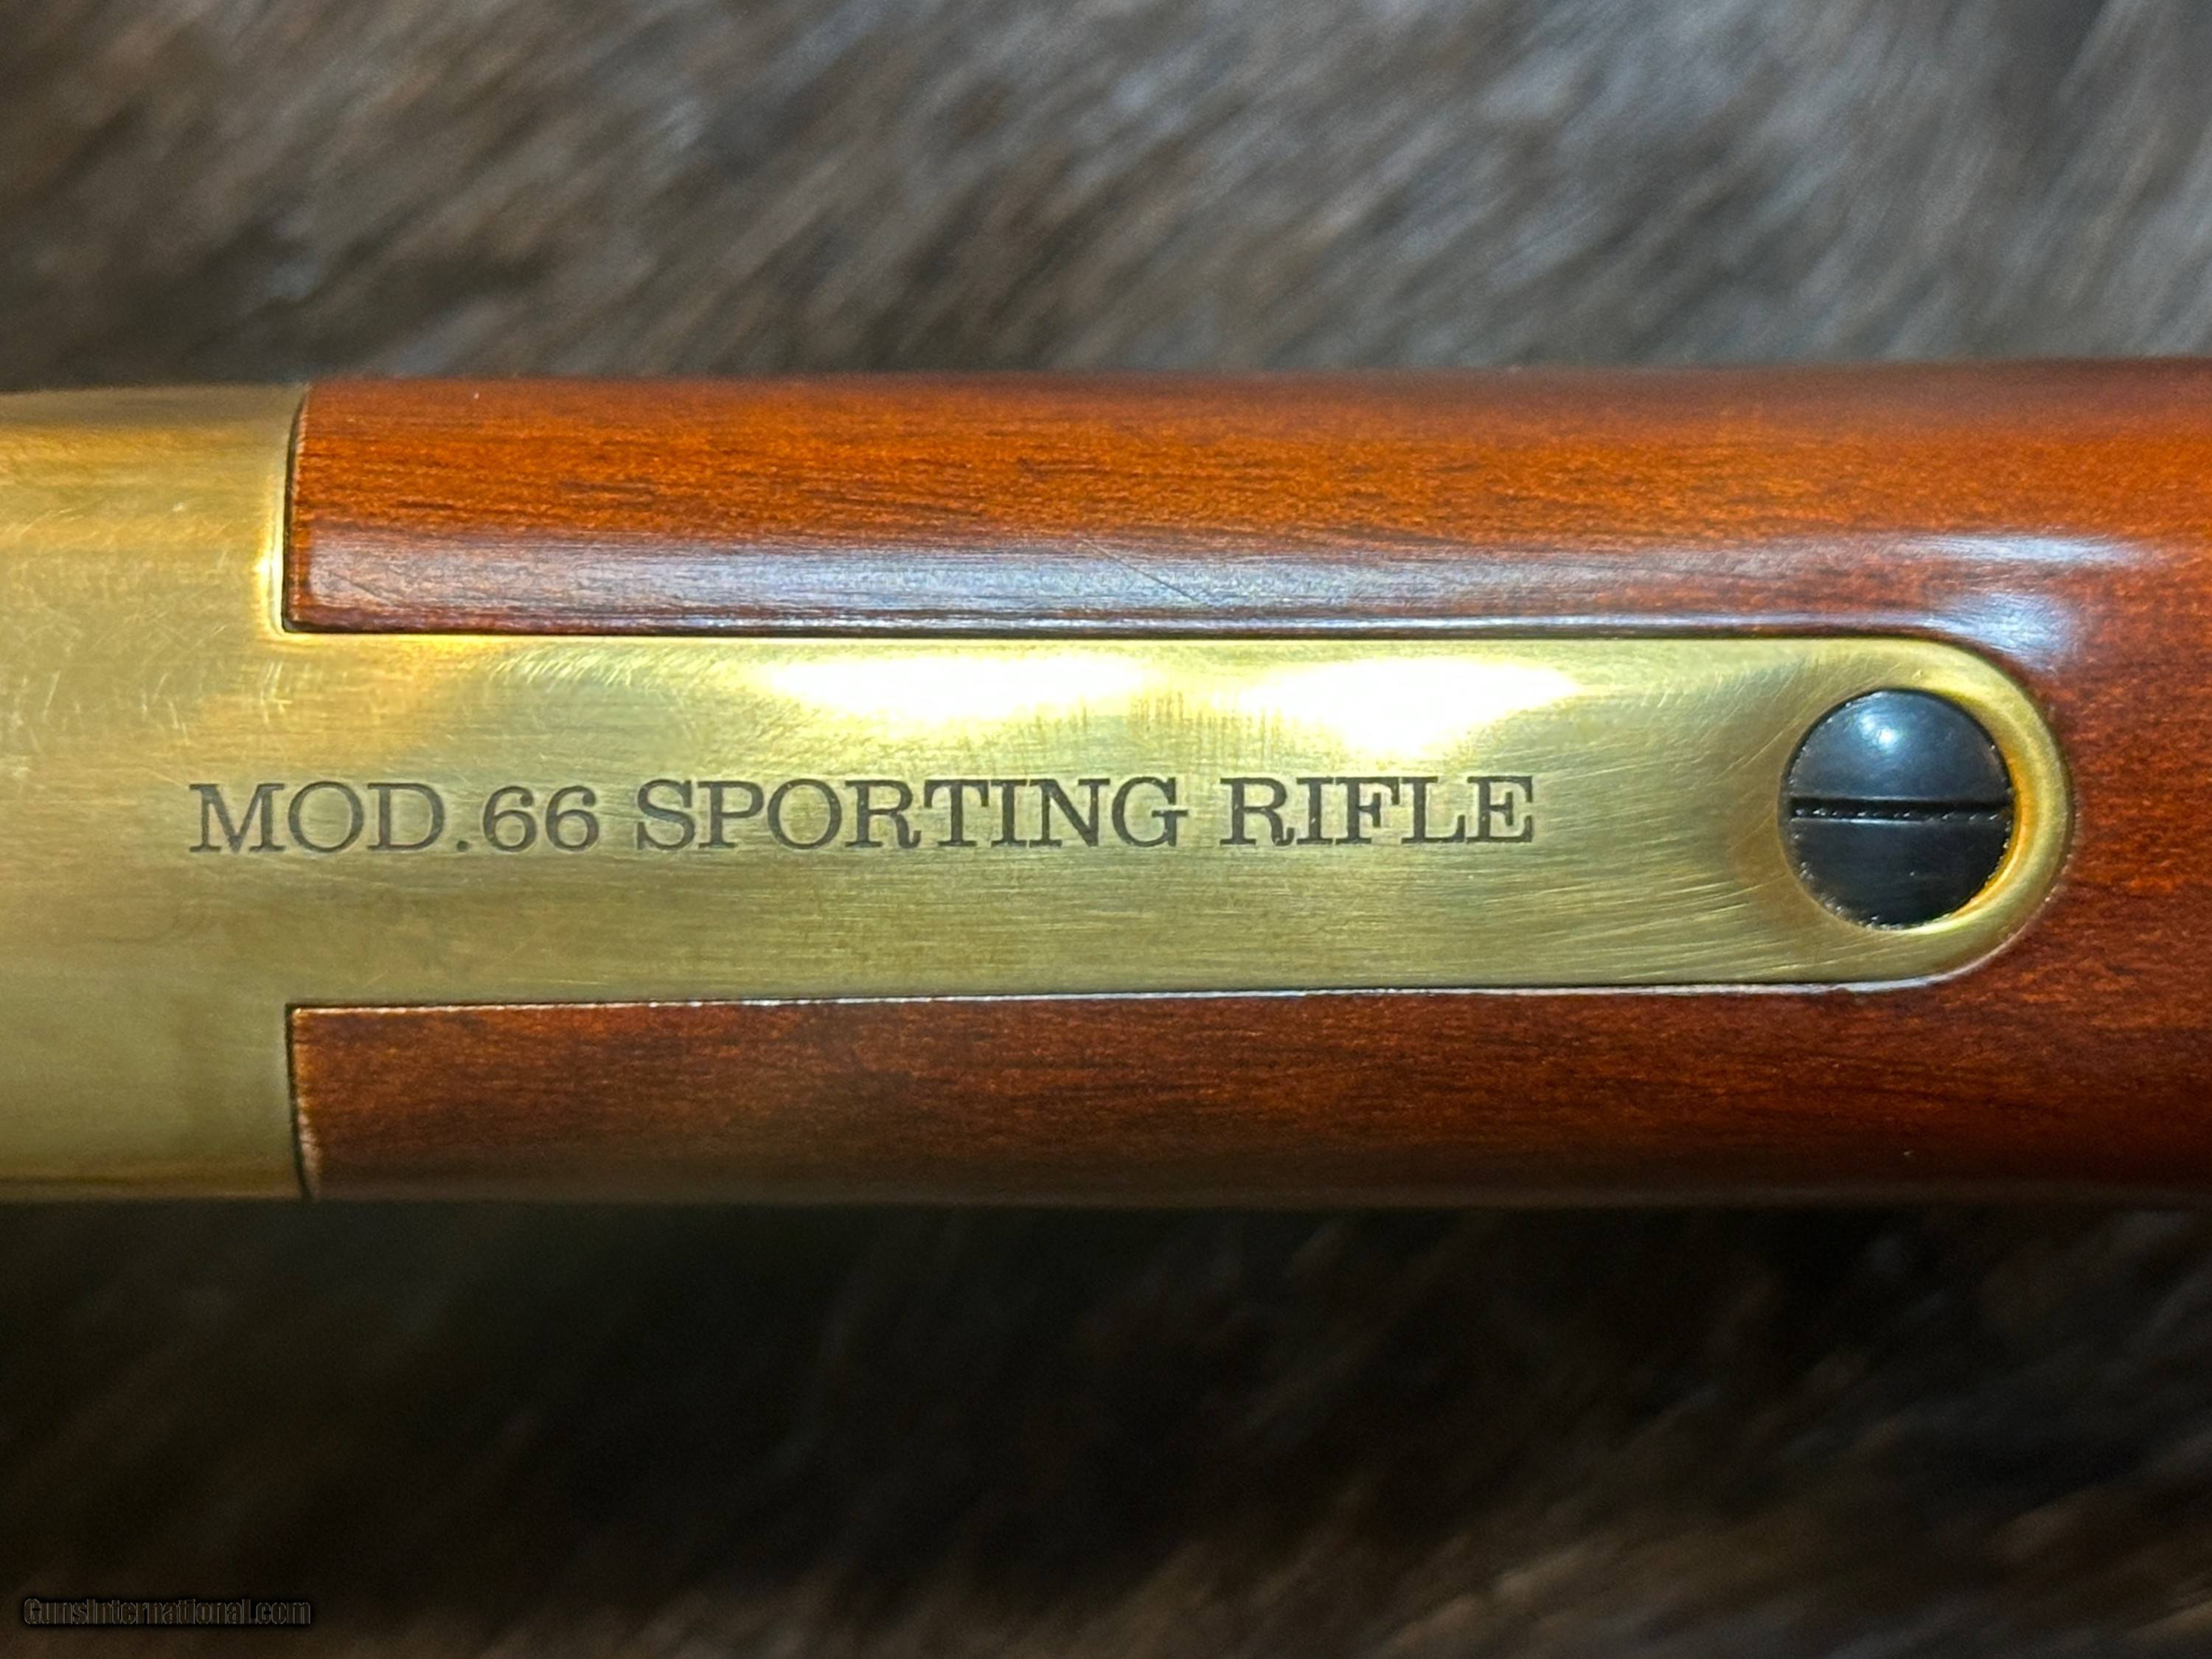 MOD.66 SPORTING RIFLE
GunsInternational.com